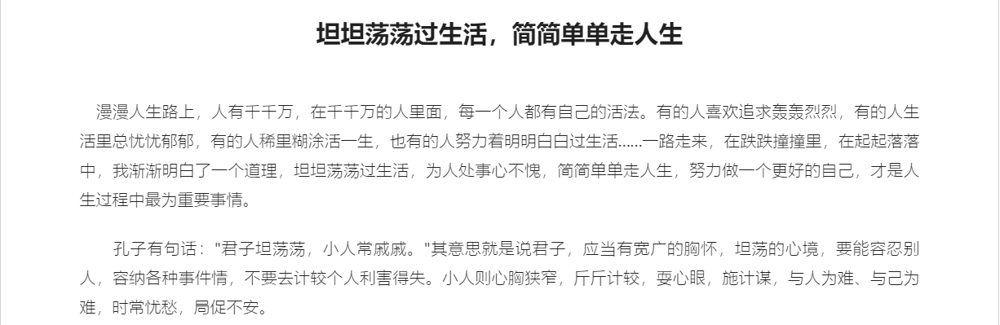 坦坦荡荡过生活，简简单单走人生
漫漫人生路上，人有千千万，在千千万的人里面，每一个人都有自己的活法。有的人喜欢追求轰轰烈烈，有的人生
活里总忧忧郁郁，有的人稀里糊涂活一生，也有的人努力着明明白白过生活......一路走来，在跌跌撞撞里，在起起落落
中，我渐渐明白了一个道理，坦坦荡荡过生活，为人处事心不愧，简简单单走人生，努力做一个更好的自己，才是人
生过程中最为重要事情。
孔子有句话："君子坦荡荡，小人常戚戚。"其意思就是说君子，应当有宽广的胸怀，坦荡的心境，要能容忍别
人，容纳各种事件情，不要去计较个人利害得失。小人则心胸狭窄，斤斤计较，耍心眼，施计谋，与人为难、与己为
难，时常忧愁，局促不安。